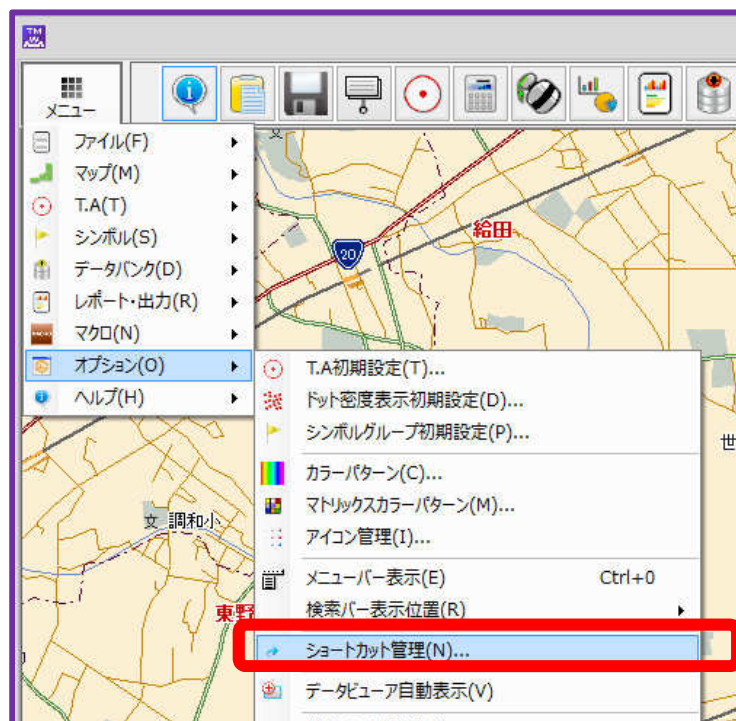 TM
W.
メニュー
ファイル(F)
マップ(M)
T.A(T)
シンボル(S)
データバンク(D)
レポート・出力(R)
マクロ(N)
オプション(O)
ヘルプ(H)
T.A初期設定(T)...
ドット密度表示初期設定(D)...
シンボルグループ初期設定(P)...
カラーパターン(C)...
マトリックスカラーパターン(M)...
アイコン管理(I)...
メニューバー表示(E) Ctrl+0
検索バー表示位置(R)
ショートカット管理(N)...
データビューア自動表示(V)
文
給田
20
世
文 調和小
東野